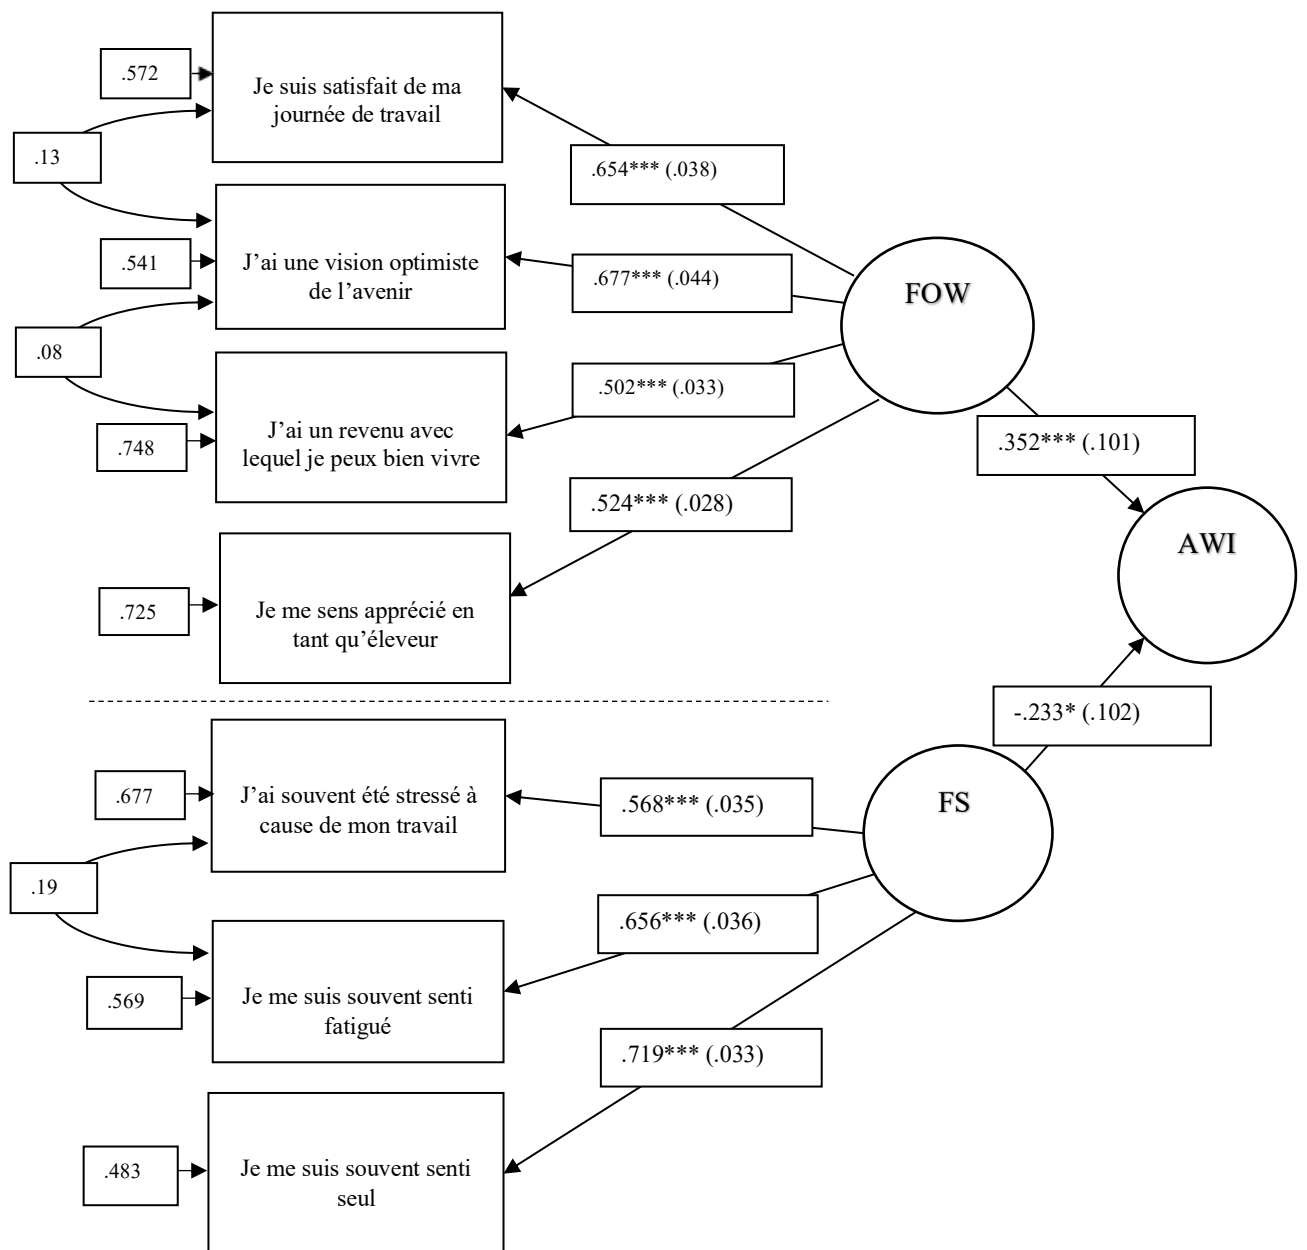 .572
Je suis satisfait de ma
journée de travail
.13
.654*** (.038)
.541
J’ai une vision optimiste
de l’avenir
.677*** (.044)
FOW
.08
.502*** (.033)
.748
J’ai un revenu avec
lequel je peux bien vivre
.352*** (.101)
.524*** (.028)
AWI
.725
Je me sens apprécié en
tant qu’éleveur
-.233* (.102)
.677
J’ai souvent été stressé à
cause de mon travail
.568*** (.035)
FS
.19
.656*** (.036)
.569
Je me suis souvent senti
fatigué
.719*** (.033)
.483
Je me suis souvent senti
seul